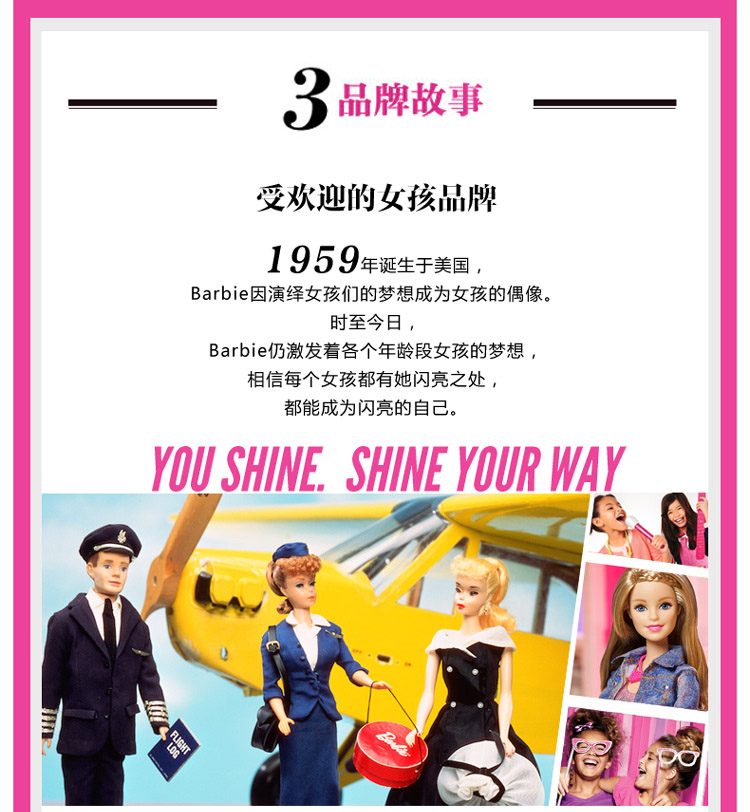 3 品牌故事
受欢迎的女孩品牌
1959年诞生于美国，
Barbie因演绎女孩们的梦想成为女孩的偶像。
时至今日，
Barbie仍激发着各个年龄段女孩的梦想，
相信每个女孩都有她闪亮之处，
都能成为闪亮的自己。
YOU SHINE. SHINE YOUR WAY
FLIGHT
LOG
Barbie